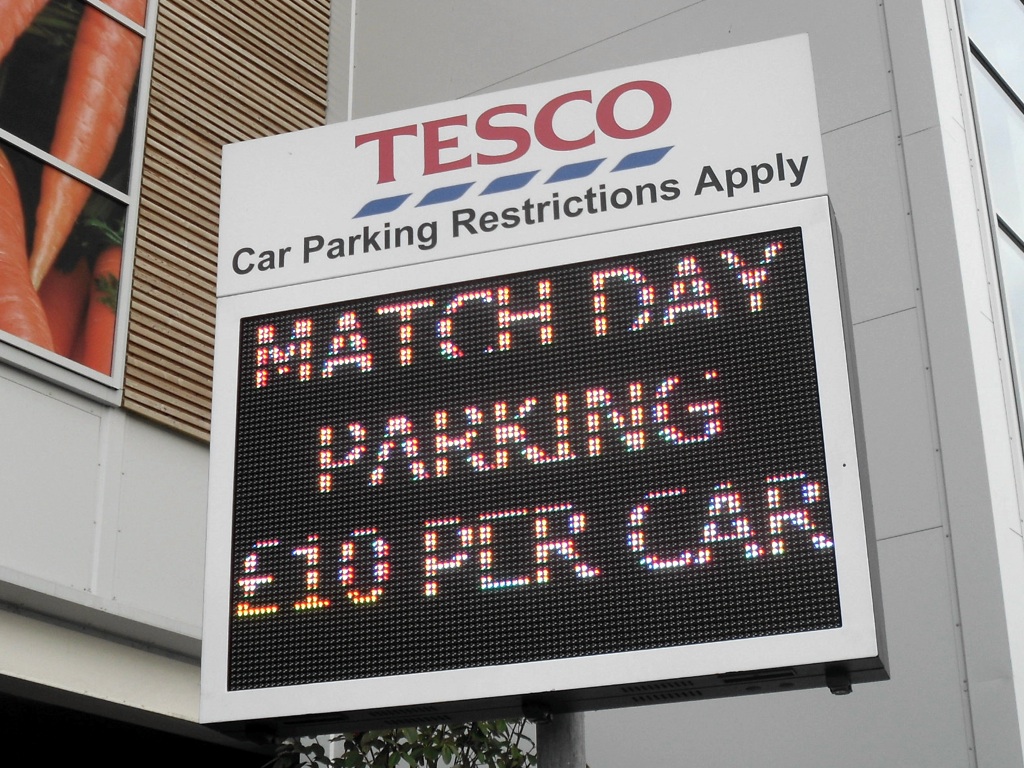 TESCO
Car Parking Restrictions Apply
MATCH DAY
PARKING
£10 PER CAR